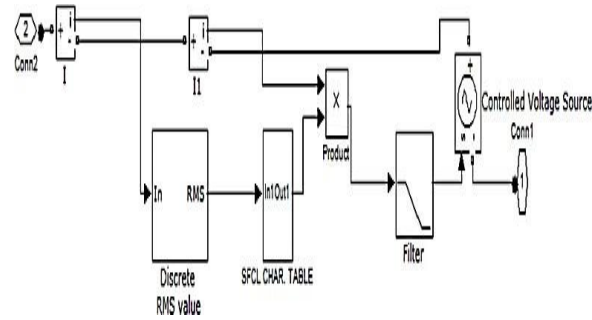 2
Conn2
+
i
-
I
+
i
-
I1
In
RMS
Discrete
RMS value
In1
Out1
SFCL CHAR. TABLE
X
Product
Filter
+
s
-
Controlled Voltage Source
Conn1
1